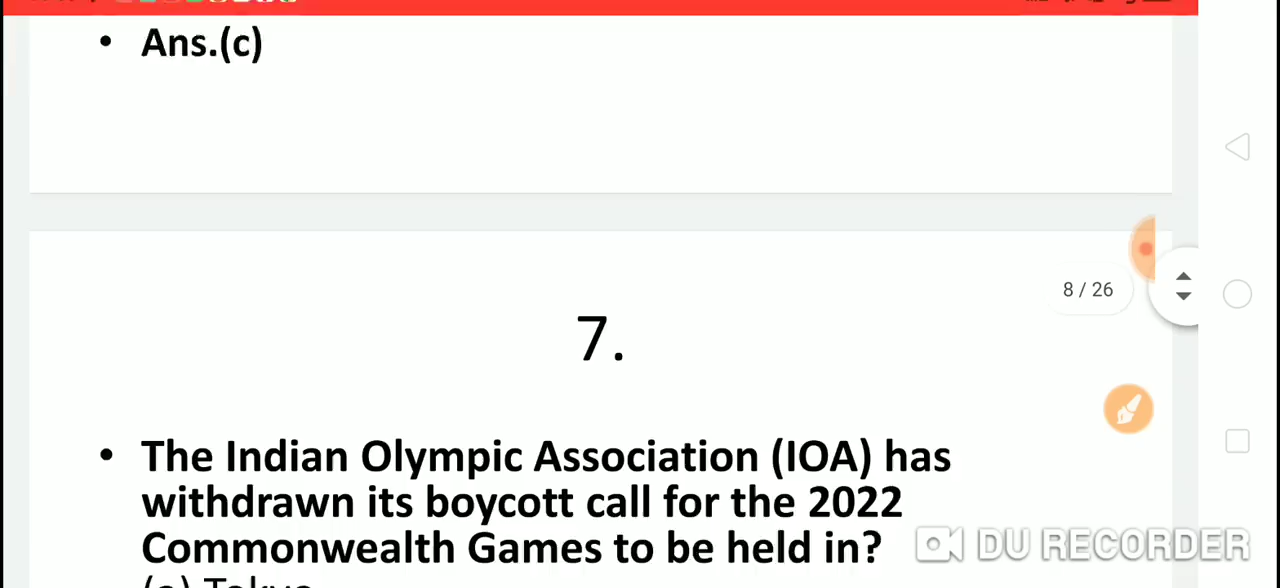 • Ans.(c)
8 / 26
7.
• The Indian Olympic Association (IOA) has
withdrawn its boycott call for the 2022
Commonwealth Games to be held in?
DU RECORDER
(a) Tokyo